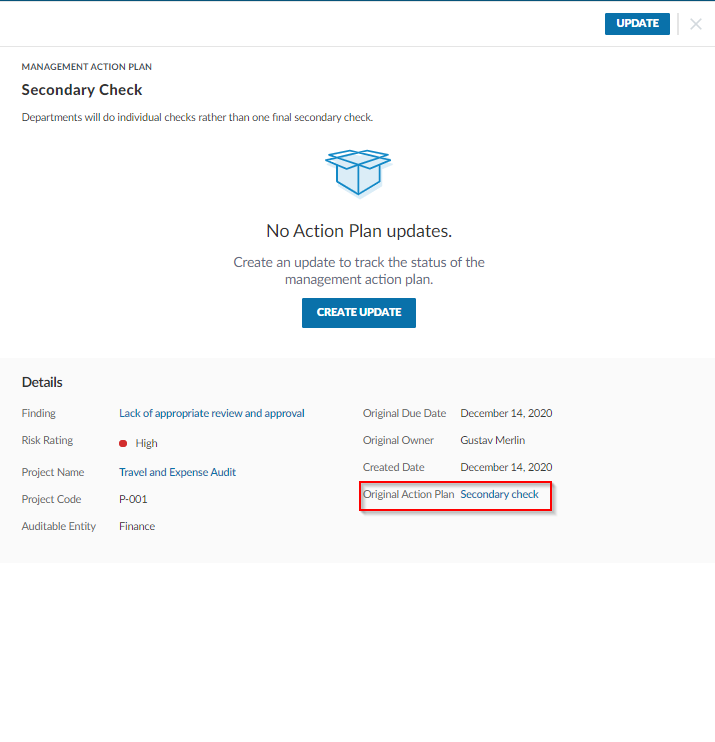 UPDATE
MANAGEMENT ACTION PLAN
Secondary Check
Departments will do individual checks rather than one final secondary check.
No Action Plan updates.
Create an update to track the status of the
management action plan.
CREATE UPDATE
Details
Finding Lack of appropriate review and approval
Risk Rating High
Project Name Travel and Expense Audit
Project Code P-001
Auditable Entity Finance
Original Due Date December 14, 2020
Original Owner Gustav Merlin
Created Date December 14, 2020
Original Action Plan Secondary check